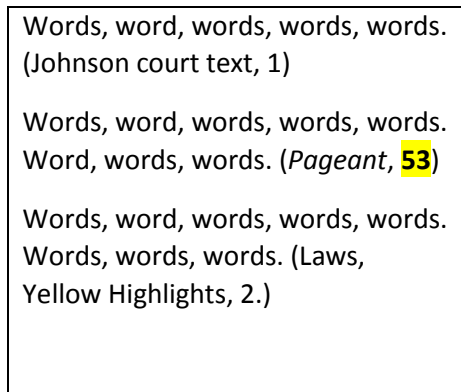 Words, word, words, words, words.
(Johnson court text, 1)
Words, word, words, words, words.
Word, words, words. (Pageant, 53)
Words, word, words, words, words.
Words, words, words. (Laws,
Yellow Highlights, 2.)